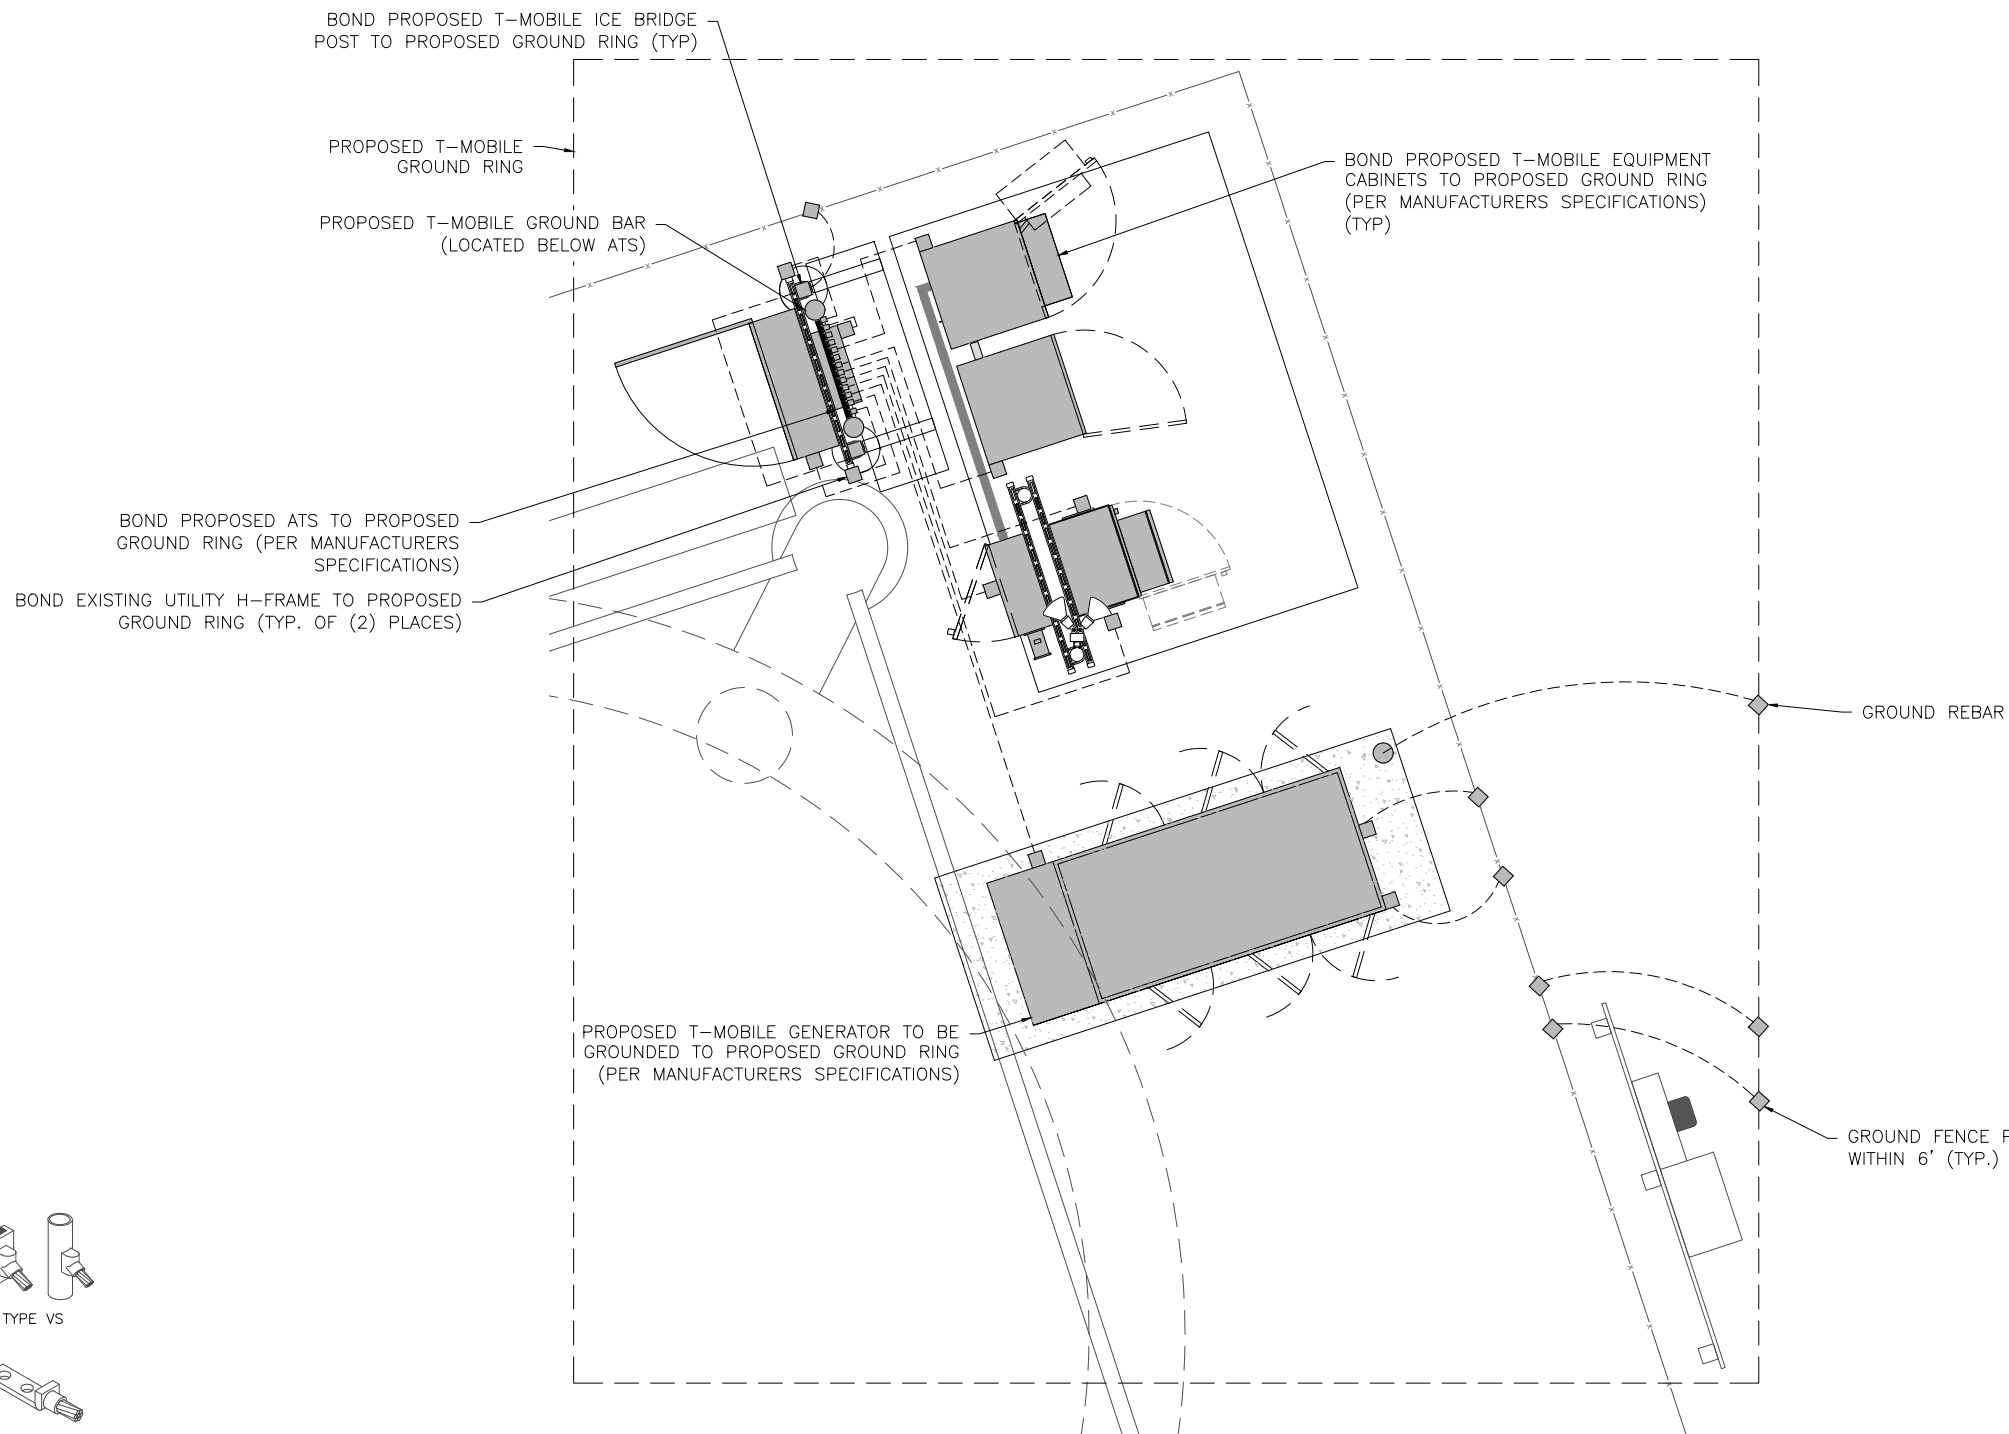 BOND PROPOSED T-MOBILE ICE BRIDGE
POST TO PROPOSED GROUND RING (TYP)
PROPOSED T-MOBILE
GROUND RING
BOND PROPOSED T-MOBILE EQUIPMENT
CABINETS TO PROPOSED GROUND RING
(PER MANUFACTURERS SPECIFICATIONS)
(TYP)
PROPOSED T-MOBILE GROUND BAR
(LOCATED BELOW ATS)
BOND PROPOSED ATS TO PROPOSED
GROUND RING (PER MANUFACTURERS
SPECIFICATIONS)
BOND EXISTING UTILITY H-FRAME TO PROPOSED
GROUND RING (TYP. OF (2) PLACES)
GROUND REBAR
PROPOSED T-MOBILE GENERATOR TO BE
GROUNDED TO PROPOSED GROUND RING
(PER MANUFACTURERS SPECIFICATIONS)
GROUND FENCE
WITHIN 6' (TYP.)
TYPE VS